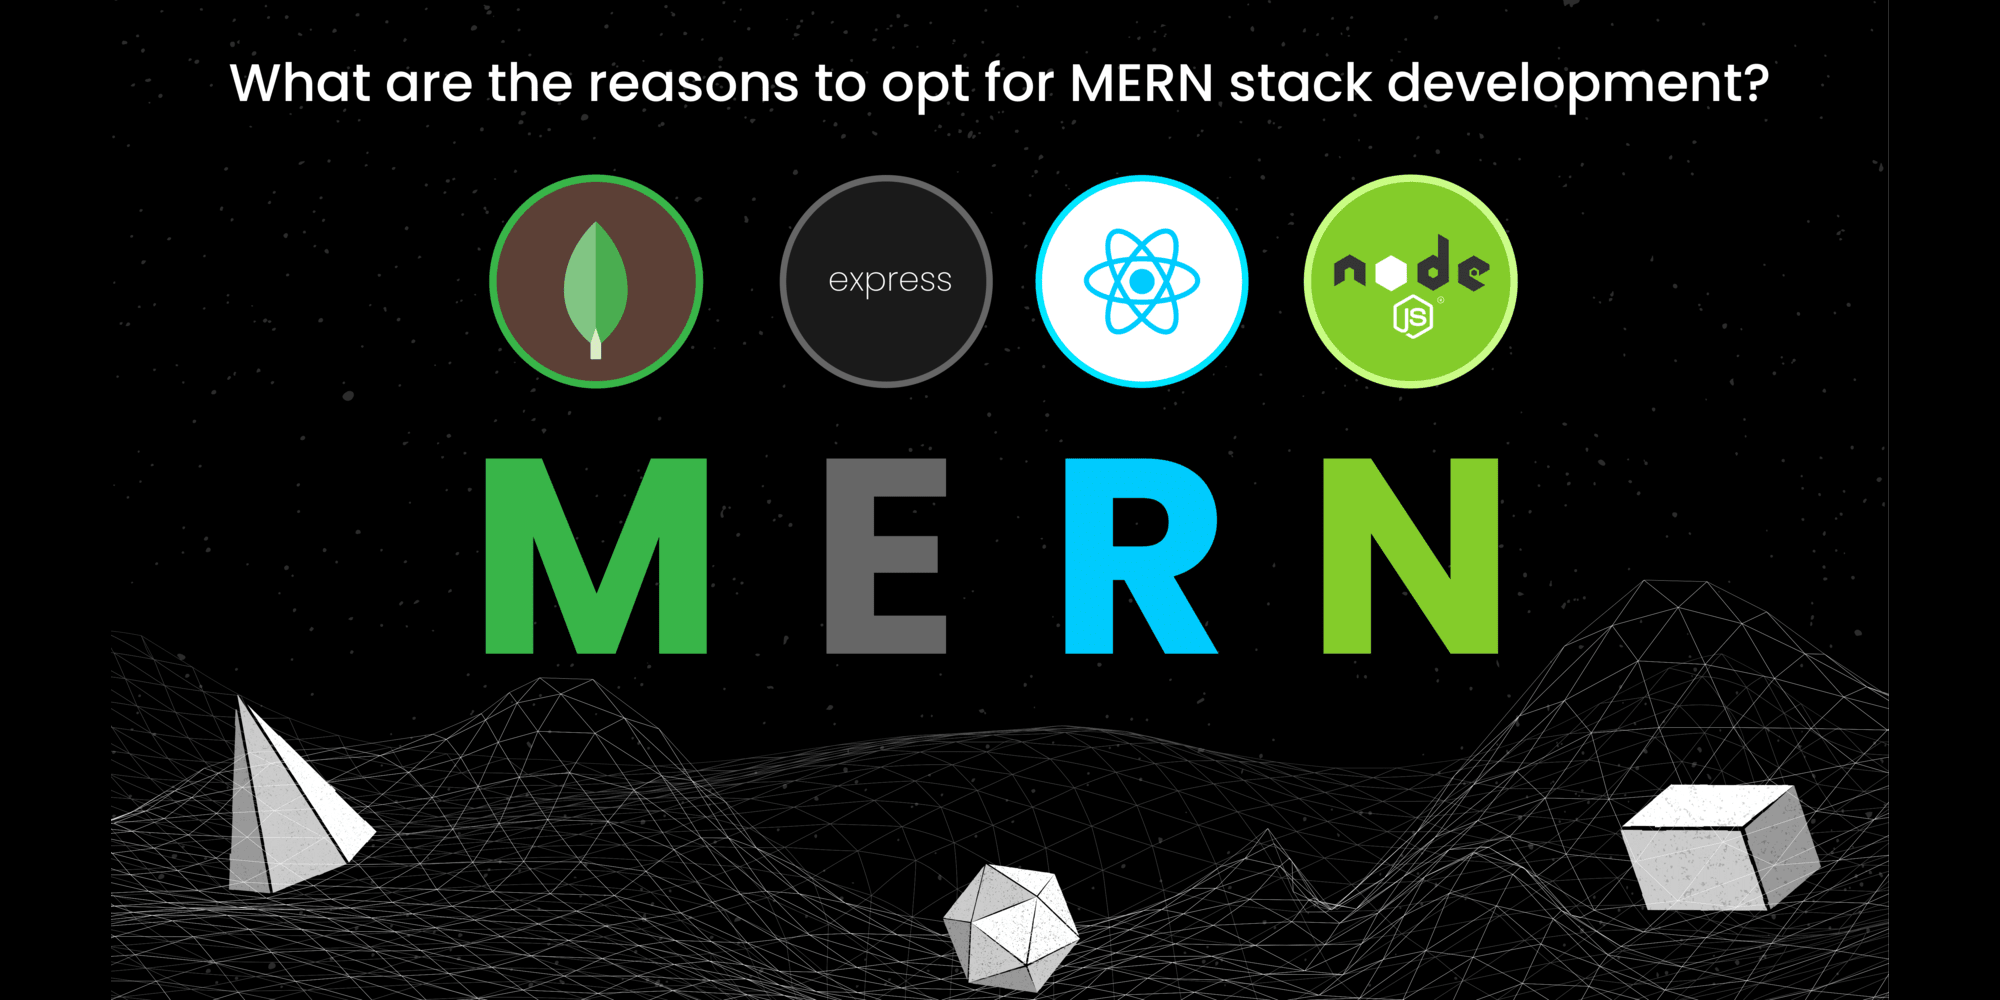 What are the reasons to opt for MERN stack development?
express
node
JS
MERN